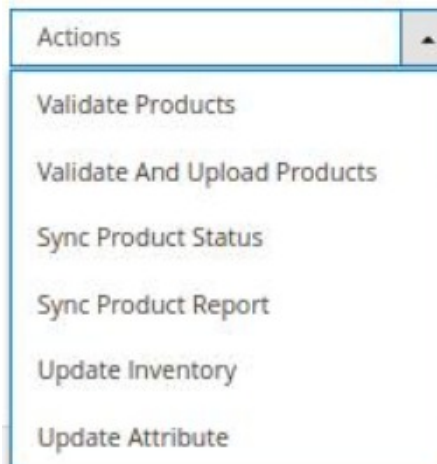 Actions
Validate Products
Validate And Upload Products
Sync Product Status
Sync Product Report
Update Inventory
Update Attribute